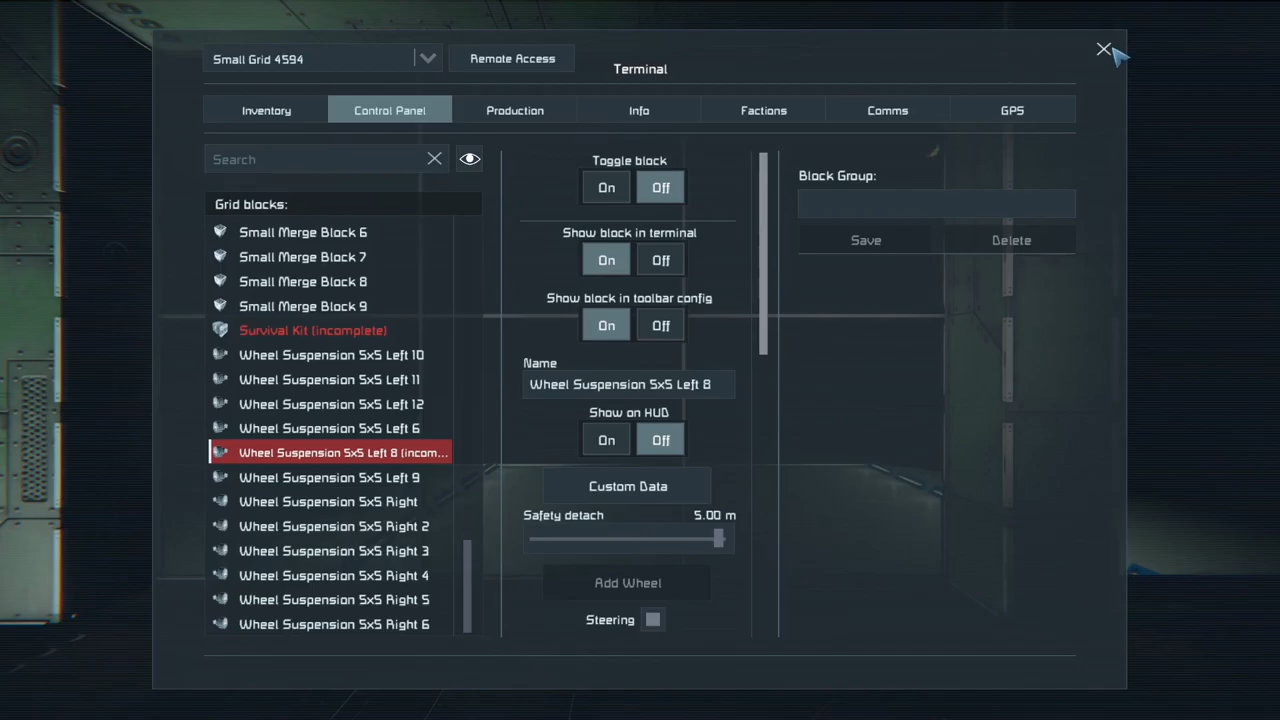 Small Grid 4594
Remote Access
Terminal
Inventory
Control Panel
Production
Info
Factions
Comms
GPS
Search
Grid blocks:
Small Merge Block 6
Small Merge Block 7
Small Merge Block 8
Small Merge Block 9
Survival Kit (incomplete)
Wheel Suspension 5x5 Left 10
Wheel Suspension 5x5 Left 11
Wheel Suspension 5x5 Left 12
Wheel Suspension 5x5 Left 6
Wheel Suspension 5x5 Left 8 (incom...
Wheel Suspension 5x5 Left 9
Wheel Suspension 5x5 Right
Wheel Suspension 5x5 Right 2
Wheel Suspension 5x5 Right 3
Wheel Suspension 5x5 Right 4
Wheel Suspension 5x5 Right 5
Wheel Suspension 5x5 Right 6
Toggle block
On Off
Show block in terminal
On Off
Show block in toolbar config
On Off
Name
Wheel Suspension 5x5 Left 8
Show on HUD
On Off
Custom Data
Safety detach 5.00 m
Add Wheel
Steering
Block Group:
Save Delete